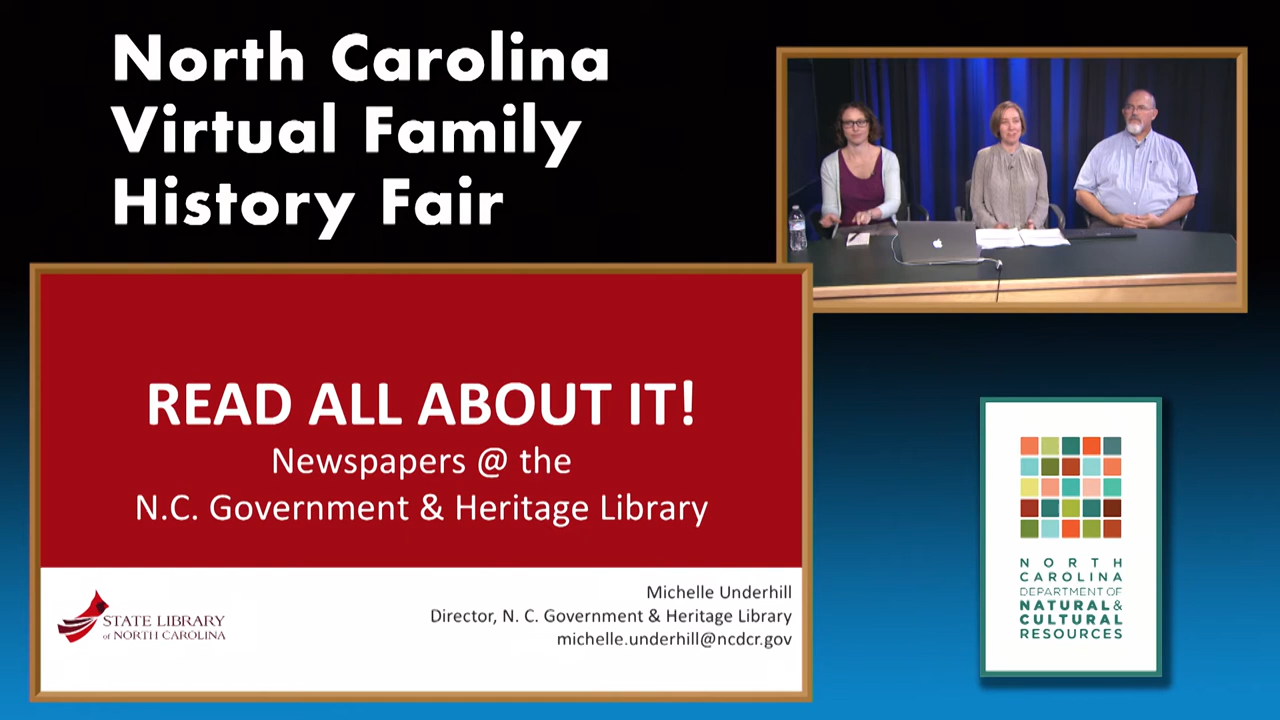 North Carolina
Virtual Family
History Fair
READ ALL ABOUT IT!
Newspapers @ the
N.C. Government & Heritage Library
Michelle Underhill
Director, N. C. Government & Heritage Library
michelle.underhill@ncdcr.gov
STATE LIBRARY
of NORTH CAROLINA
NORTH
CAROLINA
DEPARTMENT OF
NATURAL &
CULTURAL
RESOURCES